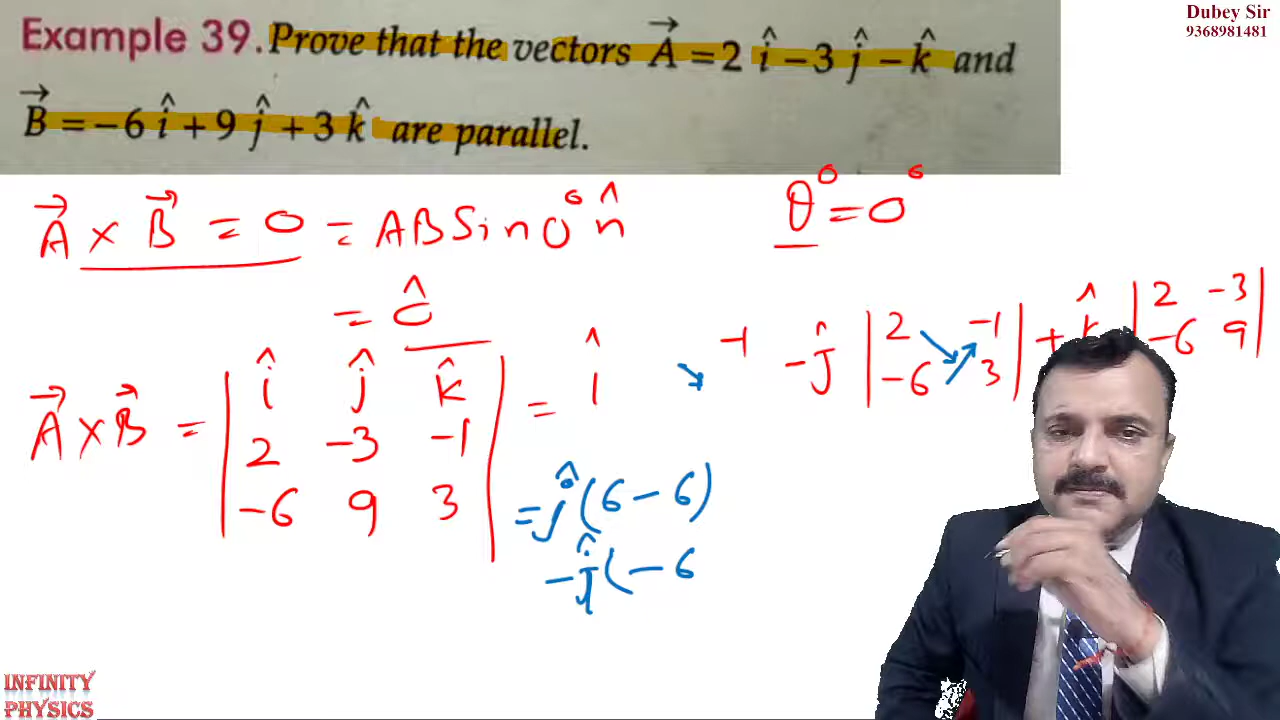 Dubey Sir
9368981481
Example 39. Prove that the vectors A⃗ = 2 î – 3 ĵ – k̂ and
B⃗ = – 6 î + 9 ĵ + 3 k̂ are parallel.
A⃗ × B⃗ = 0 = AB Sin 0° n̂
θ° = 0°
= 0̂
A⃗ × B⃗ = | î ĵ k̂ | = î
| 2 -3 -1 |
| -6 9 3 |
-1 - ĵ | 2 -1 | + | 2 -3 |
| -6 3 | | -6 9 |
= (6 - 6)
- ĵ ( - 6
INFINITY
PHYSICS